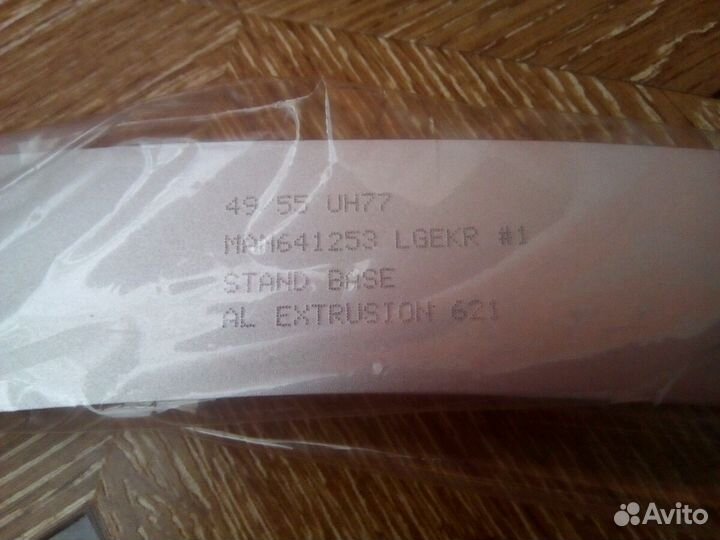 49 55 UH77
MAM641253 LGEKR #1
STAND BASE
AL EXTRUSION 621
Avito